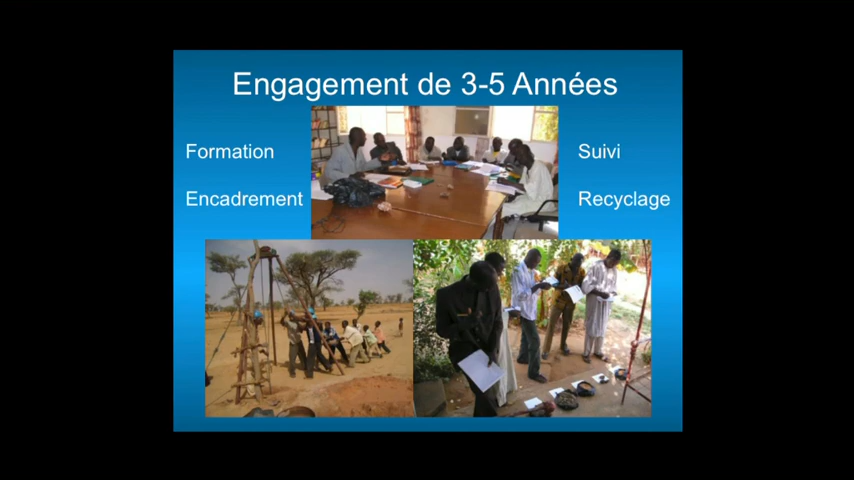 Engagement de 3-5 Années
Formation
Encadrement
Suivi
Recyclage